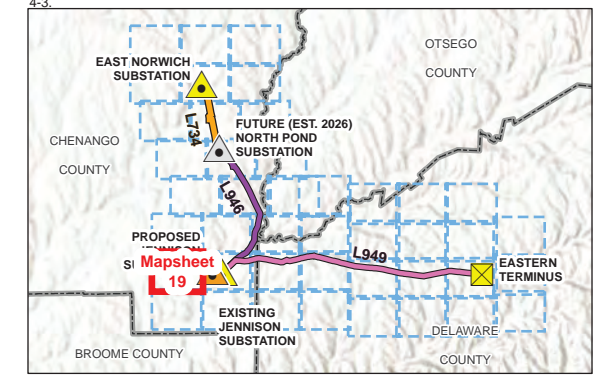 4-3.
OTSEGO
COUNTY
EAST NORWICH
SUBSTATION
L734
FUTURE (EST. 2026)
NORTH POND
SUBSTATION
CHENANGO
COUNTY
L946
PROPOSED
Mapsheet
19
L949
EASTERN
TERMINUS
EXISTING
JENNISON
SUBSTATION
DELAWARE
COUNTY
BROOME COUNTY